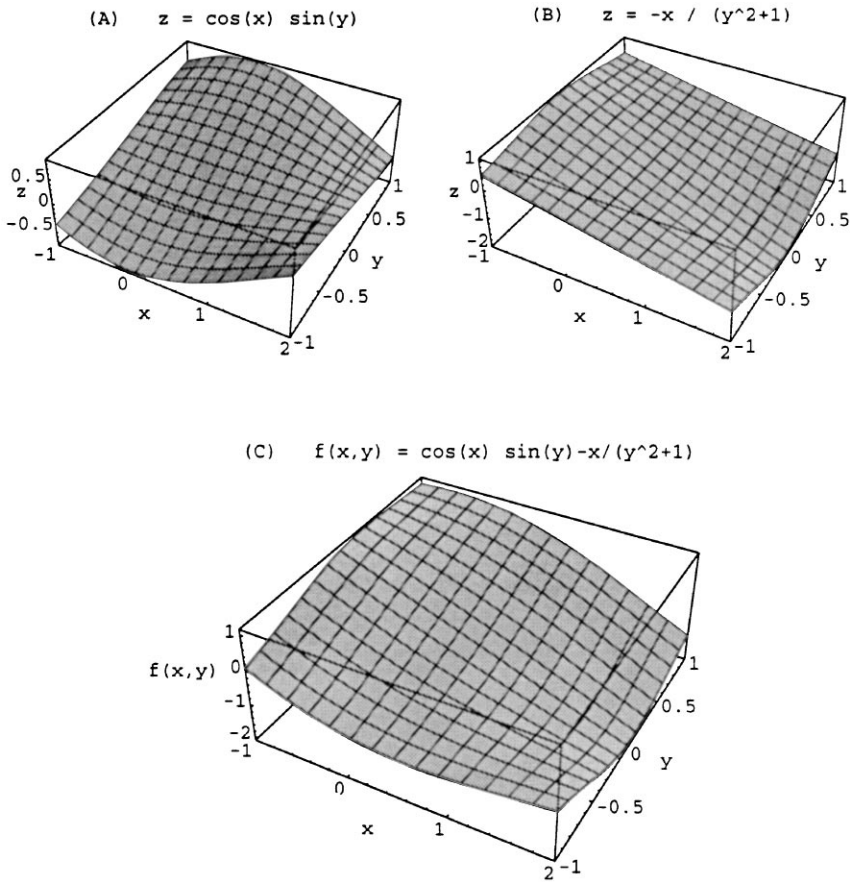 (A) z = cos(x) sin(y)
0.5
z 0
-0.5
-1
0
x
1
2
-1
-0.5
0
y
0.5
1
(B) z = -x / (y^2+1)
1
z 0
-1
-2
-1
0
x
1
2
-1
-0.5
0
y
0.5
1
(C) f(x,y) = cos(x) sin(y)-x/(y^2+1)
1
f(x,y) 0
-1
-2
-1
0
x
1
2
-1
-0.5
0
y
0.5
1